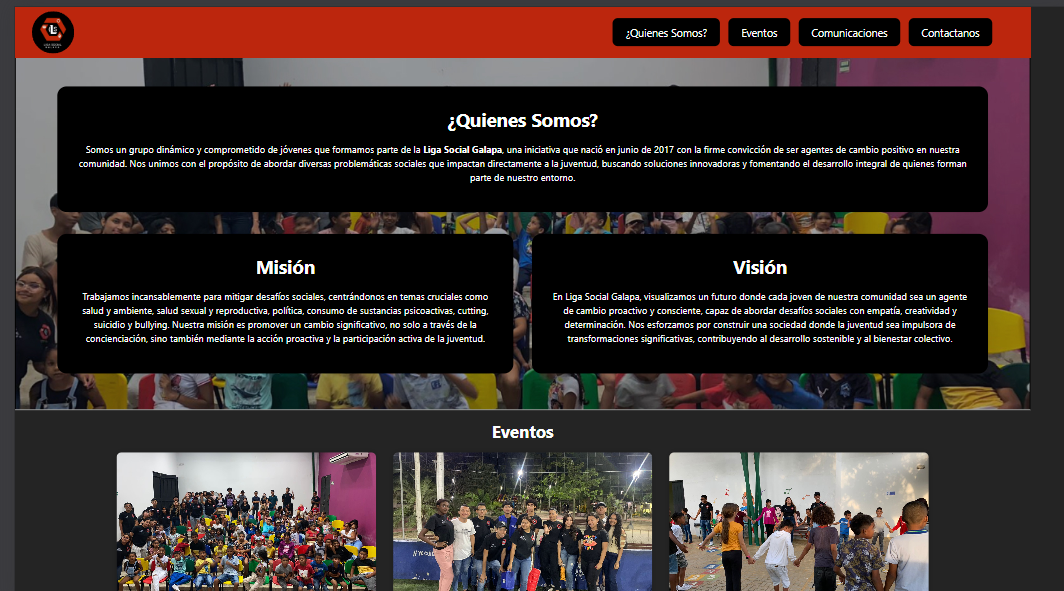 ¿Quienes Somos?
Eventos
Comunicaciones
Contactanos
¿Quienes Somos?
Somos un grupo dinámico y comprometido de jóvenes que formamos parte de la Liga Social Galapa, una iniciativa que nació en junio de 2017 con la firme convicción de ser agentes de cambio positivo en nuestra
comunidad. Nos unimos con el propósito de abordar diversas problemáticas sociales que impactan directamente a la juventud, buscando soluciones innovadoras y fomentando el desarrollo integral de quienes forman
parte de nuestro entorno.
Misión
Trabajamos incansablemente para mitigar desafíos sociales, centrándonos en temas cruciales como
salud y ambiente, salud sexual y reproductiva, política, consumo de sustancias psicoactivas, cutting,
suicidio y bullying. Nuestra misión es promover un cambio significativo, no solo a través de la
concienciación, sino también mediante la acción proactiva y la participación activa de la juventud.
Visión
En Liga Social Galapa, visualizamos un futuro donde cada joven de nuestra comunidad sea un agente
de cambio proactivo y consciente, capaz de abordar desafíos sociales con empatía, creatividad y
determinación. Nos esforzamos por construir una sociedad donde la juventud sea impulsora de
transformaciones significativas, contribuyendo al desarrollo sostenible y al bienestar colectivo.
Eventos